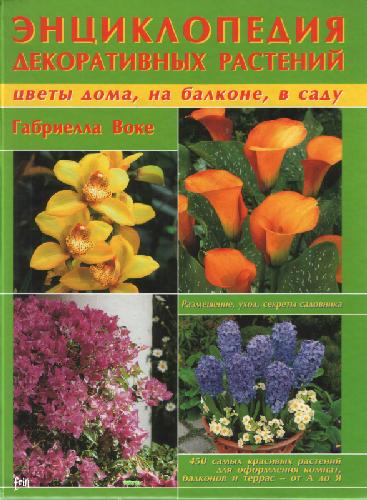 ЭНЦИКЛОПЕДИЯ
ДЕКОРАТИВНЫХ РАСТЕНИЙ
цветы дома, на балконе, в саду
Габриелла Воке
Размещение, уход, секреты садовника
450 самых красивых растений
для оформления комнат,
балконов и террас - от А до Я
frin